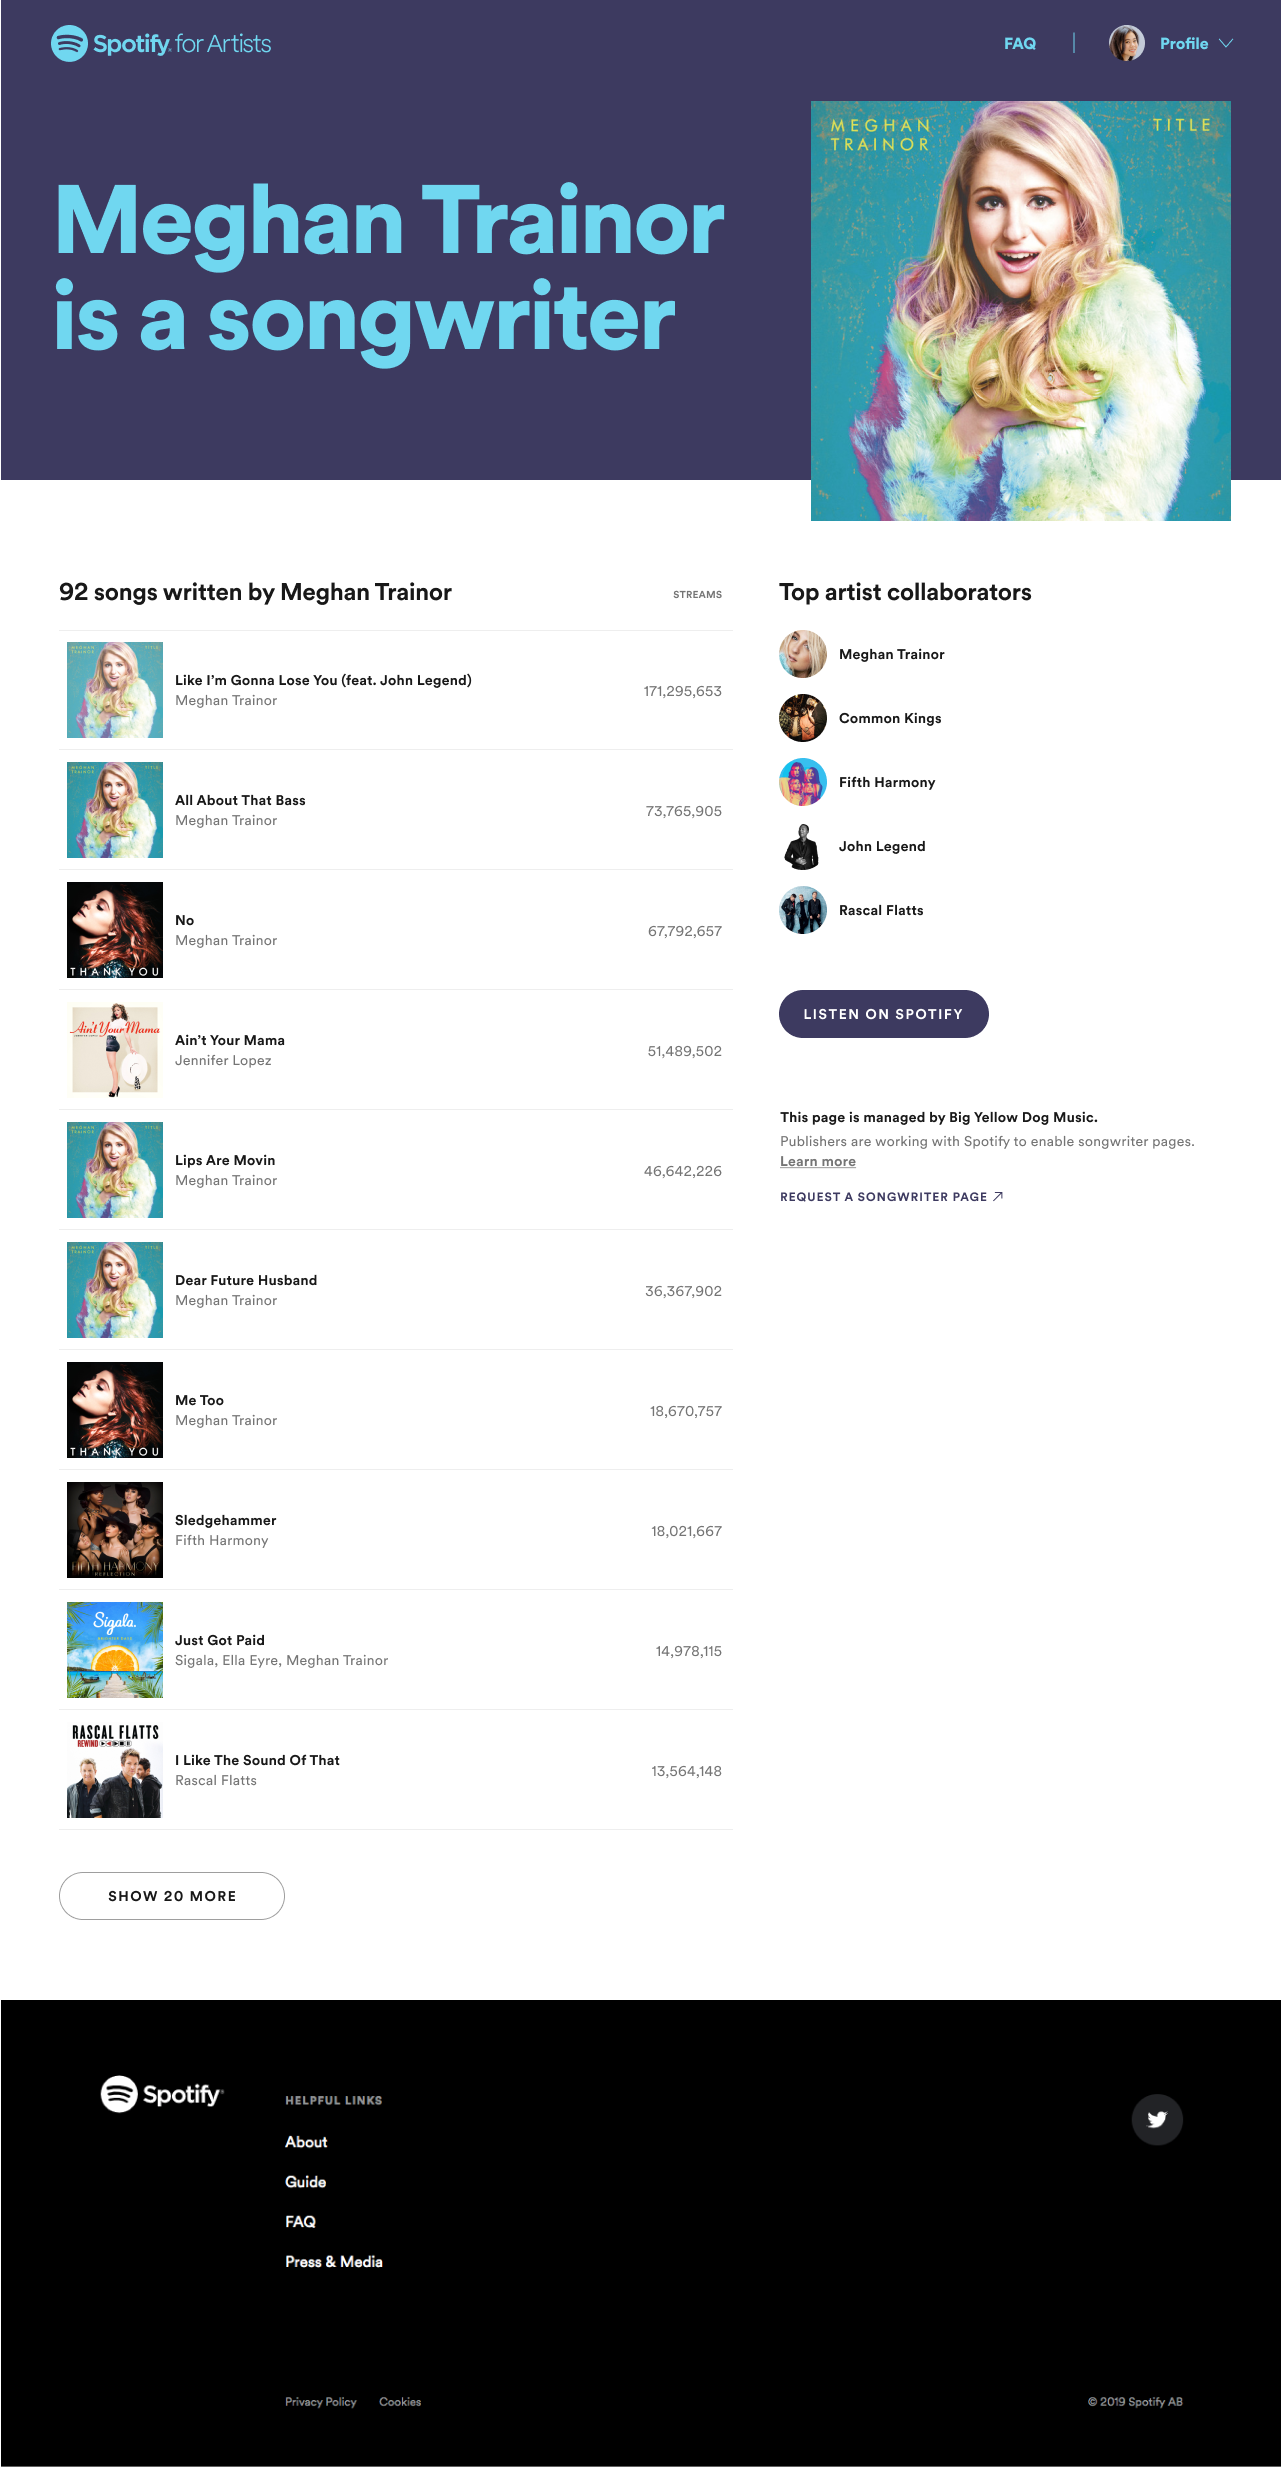 Spotify for Artists
FAQ
Profile
MEGHAN
TRAINOR
TITLE
Meghan Trainor
is a songwriter
92 songs written by Meghan Trainor
STREAMS
Like I’m Gonna Lose You (feat. John Legend)
Meghan Trainor
171,295,653
All About That Bass
Meghan Trainor
73,765,905
THANK YOU
No
Meghan Trainor
67,792,657
Ain't Your Mama
Ain’t Your Mama
Jennifer Lopez
51,489,502
Lips Are Movin
Meghan Trainor
46,642,226
Dear Future Husband
Meghan Trainor
36,367,902
THANK YOU
Me Too
Meghan Trainor
18,670,757
FIFTH HARMONY
REFLECTION
Sledgehammer
Fifth Harmony
18,021,667
Sigala.
Just Got Paid
Sigala, Ella Eyre, Meghan Trainor
14,978,115
RASCAL FLATTS
REWIND
I Like The Sound Of That
Rascal Flatts
13,564,148
SHOW 20 MORE
Top artist collaborators
Meghan Trainor
Common Kings
Fifth Harmony
John Legend
Rascal Flatts
LISTEN ON SPOTIFY
This page is managed by Big Yellow Dog Music.
Publishers are working with Spotify to enable songwriter pages.
Learn more
REQUEST A SONGWRITER PAGE
Spotify
HELPFUL LINKS
About
Guide
FAQ
Press & Media
Privacy Policy
Cookies
© 2019 Spotify AB